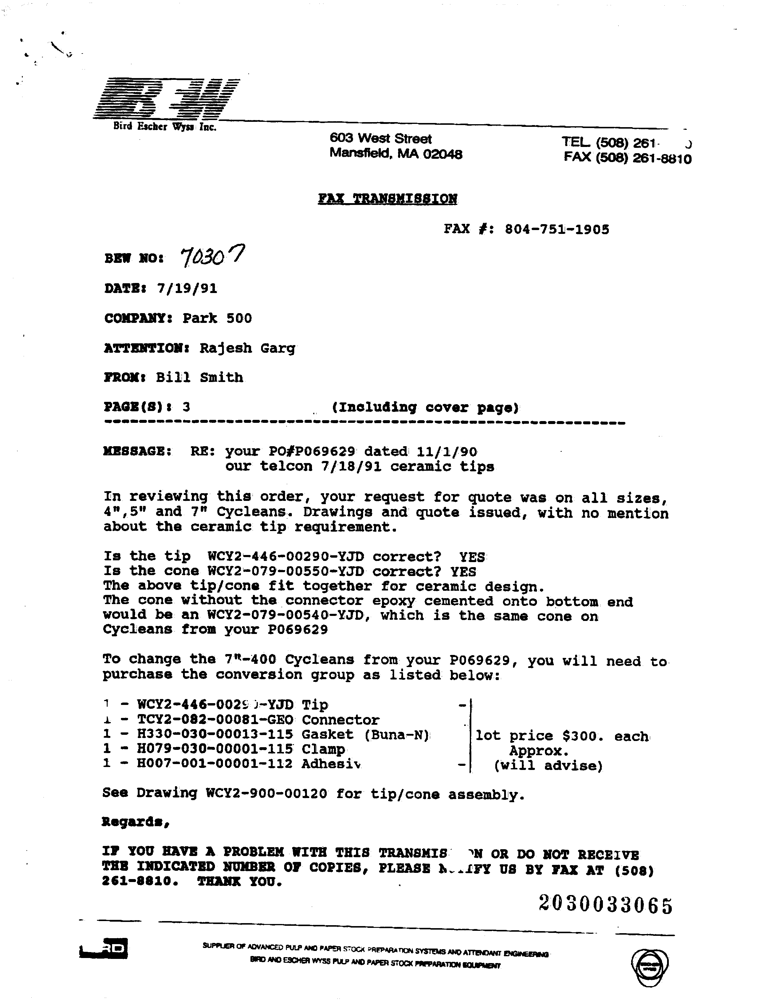 BEW
Bird Escher Wyss Inc.
603 West Street
Mansfield, MA 02048
TEL (508) 261-
FAX (508) 261-8810
FAX TRANSMISSION
FAX #: 804-751-1905
BEW NO: 70307
DATE: 7/19/91
COMPANY: Park 500
ATTENTION: Rajesh Garg
FROM: Bill Smith
PAGE(S): 3 (Including cover page)
MESSAGE: RE: your PO#P069629 dated 11/1/90
our telcon 7/18/91 ceramic tips
In reviewing this order, your request for quote was on all sizes,
4",5" and 7" Cycleans. Drawings and quote issued, with no mention
about the ceramic tip requirement.
Is the tip WCY2-446-00290-YJD correct? YES
Is the cone WCY2-079-00550-YJD correct? YES
The above tip/cone fit together for ceramic design.
The cone without the connector epoxy cemented onto bottom end
would be an WCY2-079-00540-YJD, which is the same cone on
Cycleans from your P069629
To change the 7"-400 Cycleans from your P069629, you will need to
purchase the conversion group as listed below:
1 - WCY2-446-0029 -YJD Tip
1 - TCY2-082-00081-GEO Connector
1 - H330-030-00013-115 Gasket (Buna-N) lot price $300. each
1 - H079-030-00001-115 Clamp Approx.
1 - H007-001-00001-112 Adhesiv (will advise)
See Drawing WCY2-900-00120 for tip/cone assembly.
Regards,
IF YOU HAVE A PROBLEM WITH THIS TRANSMIS N OR DO NOT RECEIVE
THE INDICATED NUMBER OF COPIES, PLEASE US BY FAX AT (508)
261-8810. THANK YOU.
2030033065
SUPPLIER OF ADVANCED PULP AND PAPER STOCK PREPARATION SYSTEMS AND ATTENDANT ENGINEERING
BIRD AND ESCHER WYSS PULP AND PAPER STOCK PREPARATION EQUIPMENT